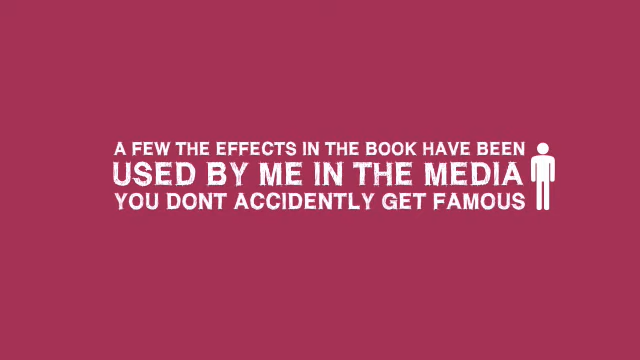 A FEW THE EFFECTS IN THE BOOK HAVE BEEN
USED BY ME IN THE MEDIA
YOU DONT ACCIDENTLY GET FAMOUS